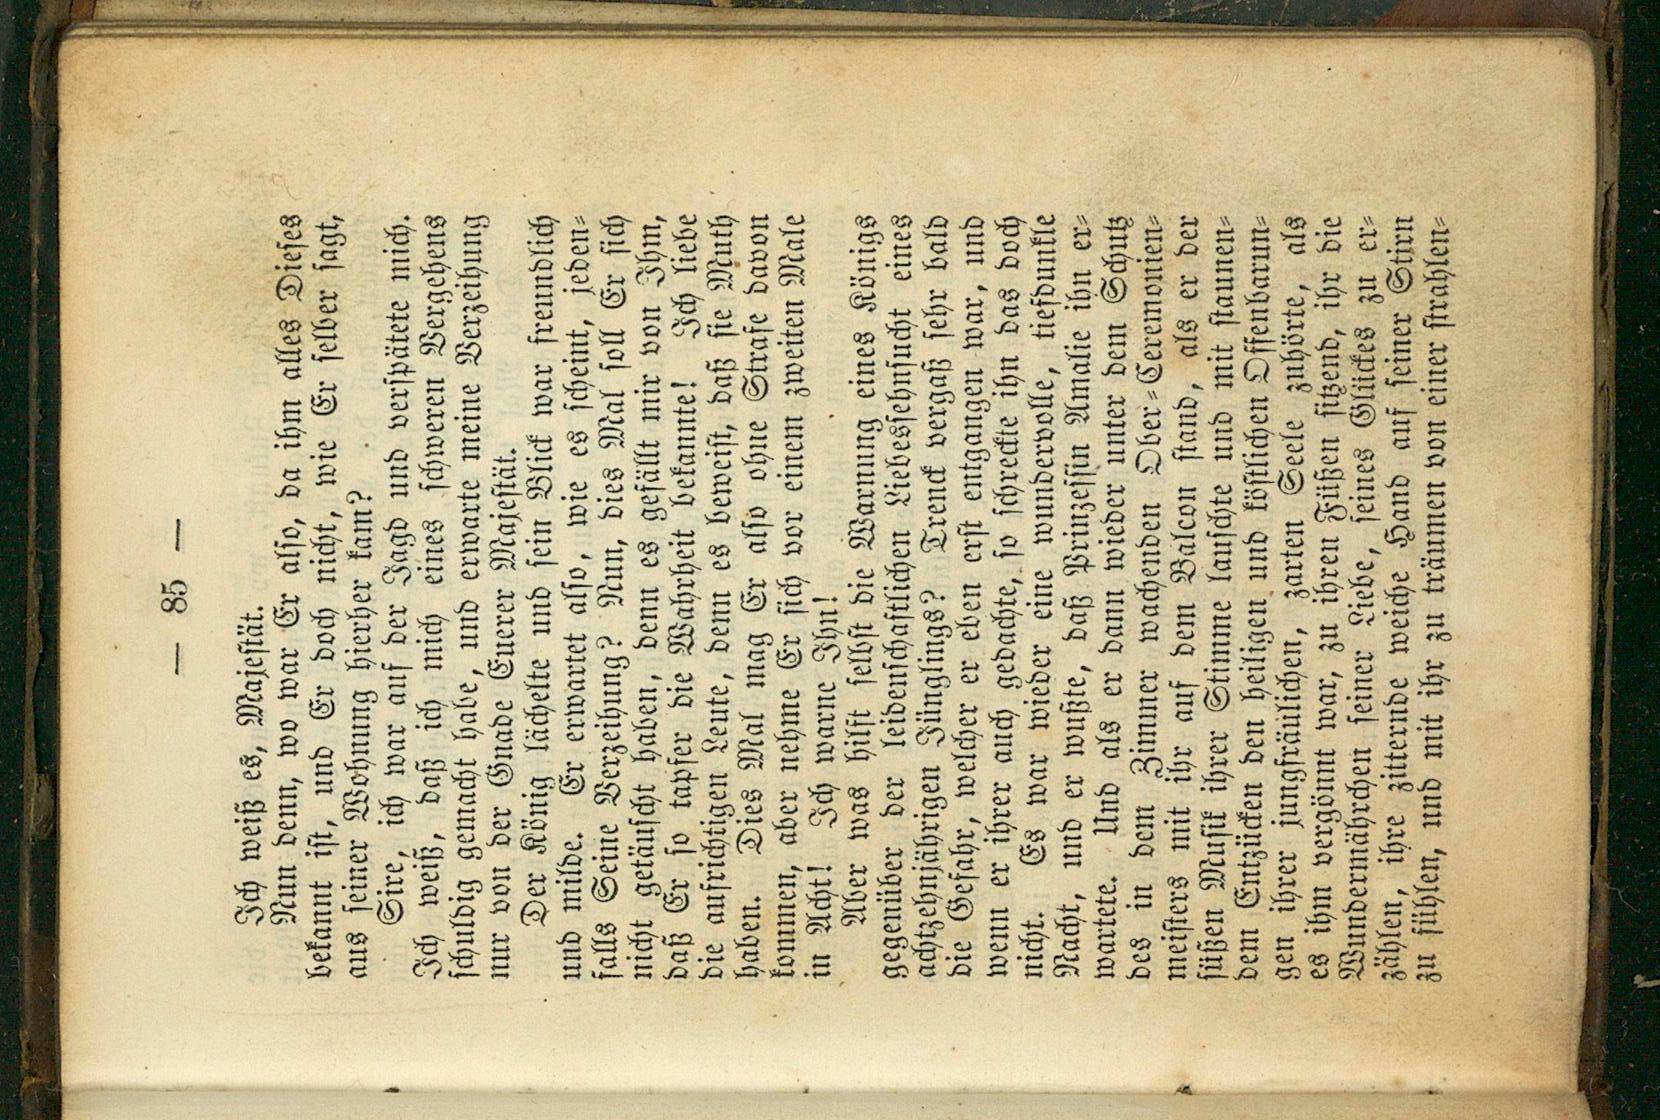 — 85 —
Ich weiß es, Majestät.
Nun denn, wo war Er also, da ihm alles Dieses
bekannt ist, und Er doch nicht, wie Er selber sagt,
aus seiner Wohnung hierher kam?
Sire, ich war auf der Jagd und verspätete mich.
Ich weiß, daß ich mich eines schweren Vergehens
schuldig gemacht habe, und erwarte meine Verzeihung
nur von der Gnade Euerer Majestät.
Der König lächelte und sein Blick war freundlich
und milde. Er erwartet also, wie es scheint, jeden-
falls Seine Verzeihung? Nun, dies Mal soll Er sich
nicht getäuscht haben, denn es gefällt mir von Ihm,
daß Er so tapfer die Wahrheit bekannte! Ich liebe
die aufrichtigen Leute, denn es beweist, daß sie Muth
haben. Dies Mal mag Er also ohne Strafe davon
kommen, aber nehme Er sich vor einem zweiten Male
in Acht! Ich warne Ihn!
Aber was hilft selbst die Warnung eines Königs
gegenüber der leidenschaftlichen Liebessehnsucht eines
achtzehnjährigen Jünglings? Trenck vergaß sehr bald
die Gefahr, welcher er eben erst entgangen war, und
wenn er ihrer auch gedachte, so schreckte ihn das doch
nicht. Es war wieder eine wundervolle, tiefdunkle
Nacht, und er wußte, daß Prinzessin Amalie ihn er-
wartete. Und als er dann wieder unter dem Schutz
des in dem Zimmer wachenden Ober-Ceremonien-
meisters mit ihr auf dem Balcon stand, als er der
süßen Musik ihrer Stimme lauschte und mit staunen-
dem Entzücken den heiligen und köstlichen Offenbarun-
gen ihrer jungfräulichen, zarten Seele zuhörte, als
es ihm vergönnt war, zu ihren Füßen sitzend, ihr die
Wundermährchen seiner Liebe, seines Glückes zu er-
zählen, ihre zitternde weiche Hand auf seiner Stirn
zu fühlen, und mit ihr zu träumen von einer strahlen-